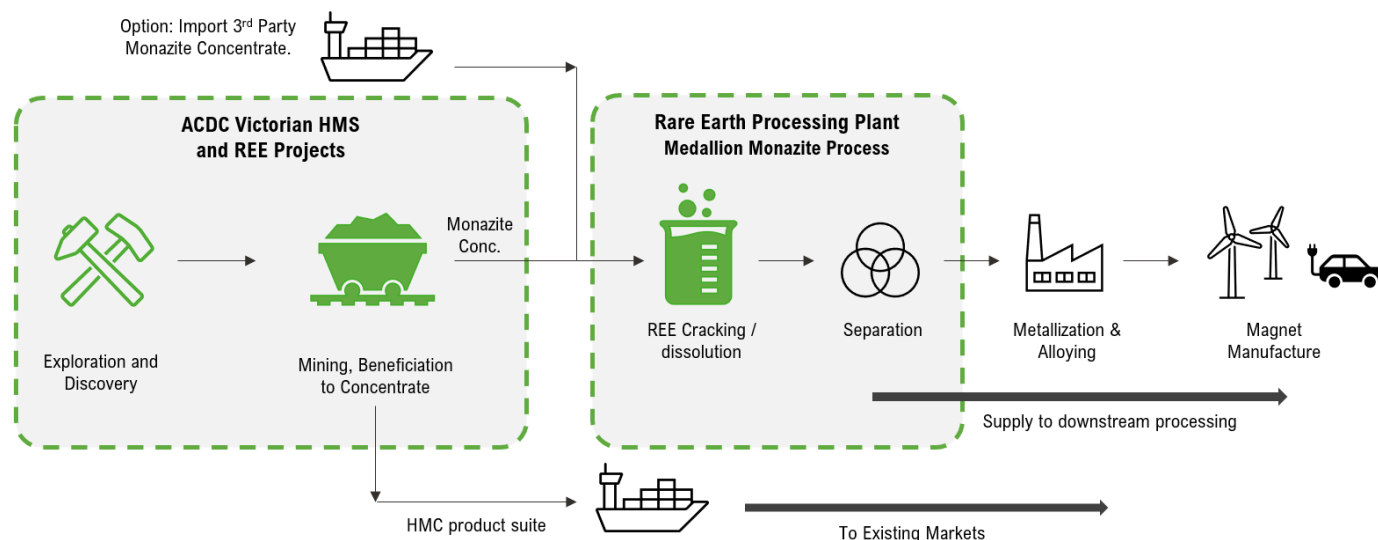 Option: Import 3rd Party
Monazite Concentrate.
ACDC Victorian HMS
and REE Projects
Rare Earth Processing Plant
Medallion Monazite Process
Monazite
Conc.
Exploration and
Discovery
Mining, Beneficiation
to Concentrate
REE Cracking /
dissolution
Separation
Metallization &
Alloying
Magnet
Manufacture
Supply to downstream processing
HMC product suite
To Existing Markets